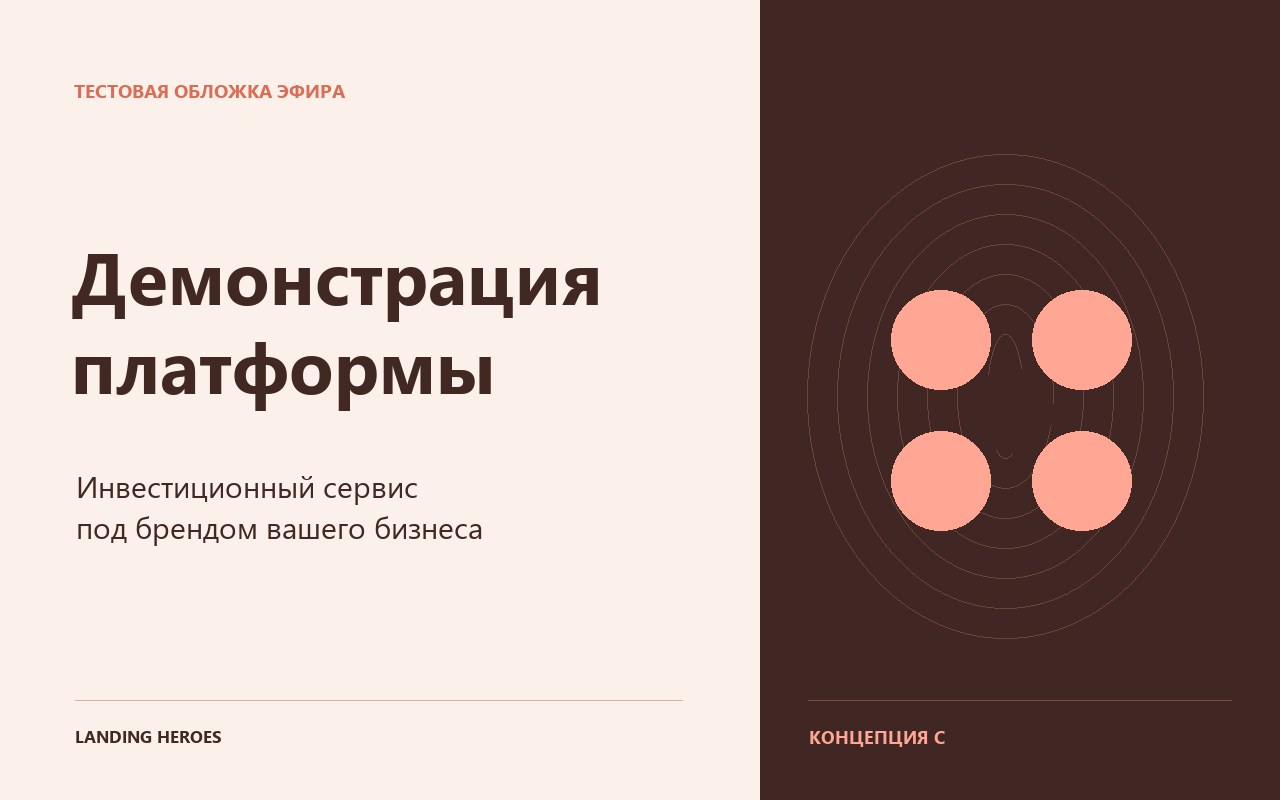 ТЕСТОВАЯ ОБЛОЖКА ЭФИРА
Демонстрация
платформы
Инвестиционный сервис
под брендом вашего бизнеса
LANDING HEROES
КОНЦЕПЦИЯ C